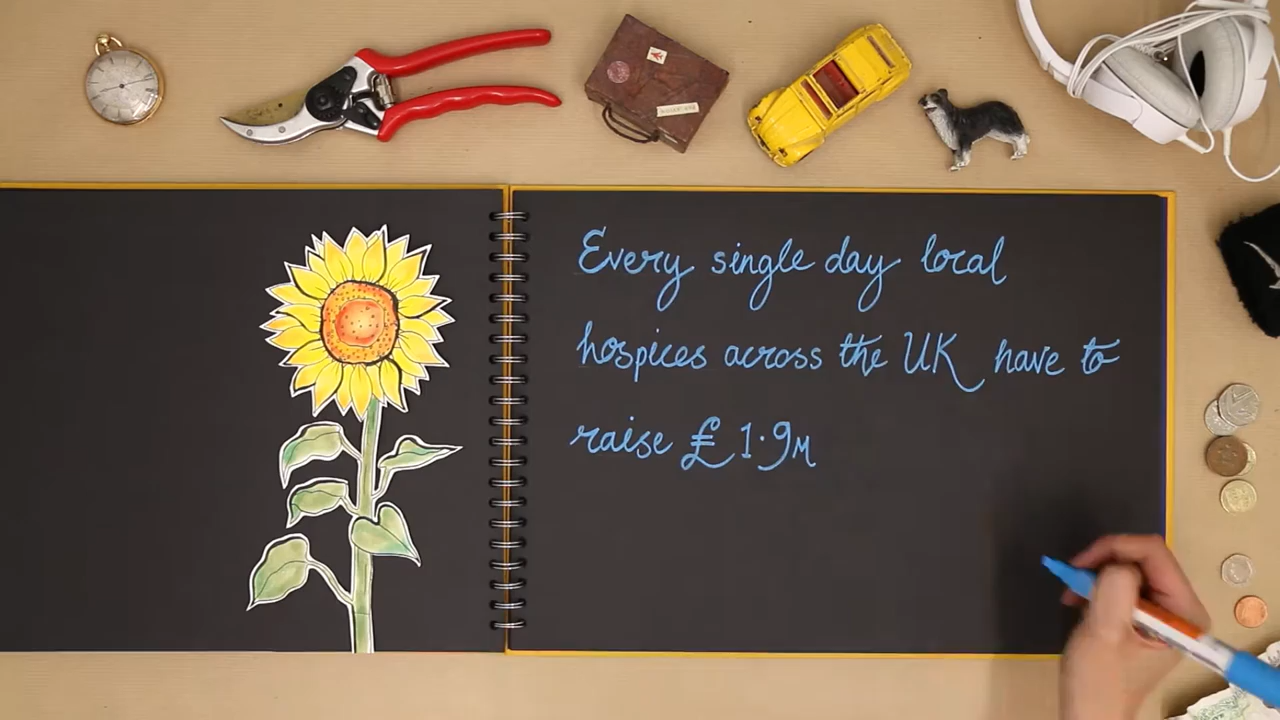 Every single day local
hospices across the UK have to
raise £1.9M